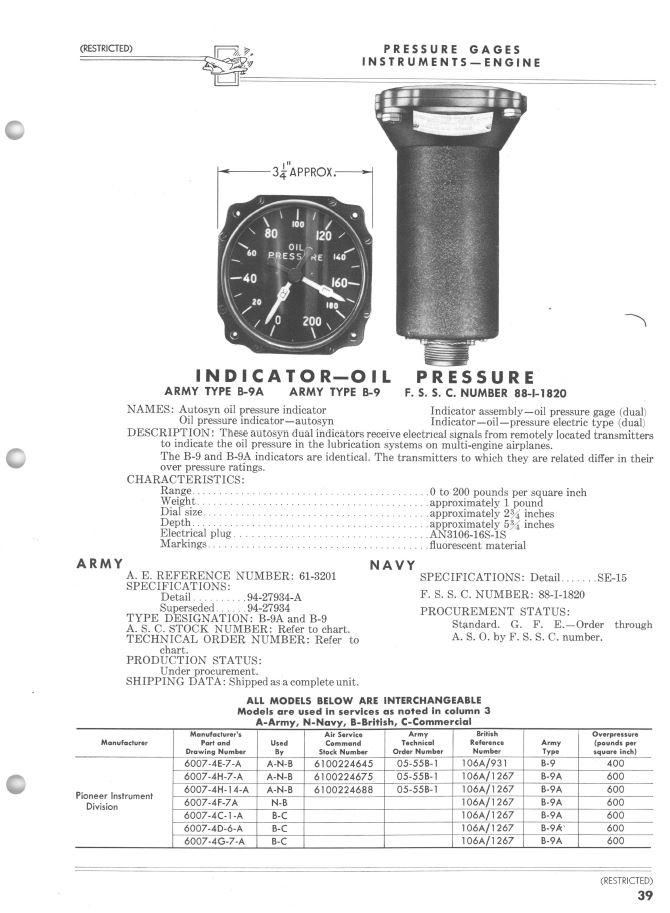 (RESTRICTED)
PRESSURE GAGES
INSTRUMENTS—ENGINE
3¼" APPROX.
100
80 120
OIL
60 PRESSURE 140
40 160
20 180
0 200
INDICATOR—OIL PRESSURE
ARMY TYPE B-9A ARMY TYPE B-9 F. S. S. C. NUMBER 88-I-1820
NAMES: Autosyn oil pressure indicator Indicator assembly—oil pressure gage (dual)
Oil pressure indicator—autosyn Indicator—oil—pressure electric type (dual)
DESCRIPTION: These autosyn dual indicators receive electrical signals from remotely located transmitters
to indicate the oil pressure in the lubrication systems on multi-engine airplanes.
The B-9 and B-9A indicators are identical. The transmitters to which they are related differ in their
over pressure ratings.
CHARACTERISTICS:
Range........................................0 to 200 pounds per square inch
Weight.......................................approximately 1 pound
Dial size......................................approximately 2¾ inches
Depth........................................approximately 5¾ inches
Electrical plug.................................AN3106-16S-1S
Markings.....................................fluorescent material
ARMY
A. E. REFERENCE NUMBER: 61-3201
SPECIFICATIONS:
Detail..........94-27934-A
Superseded......94-27934
TYPE DESIGNATION: B-9A and B-9
A. S. C. STOCK NUMBER: Refer to chart.
TECHNICAL ORDER NUMBER: Refer to
chart.
PRODUCTION STATUS:
Under procurement.
SHIPPING DATA: Shipped as a complete unit.
NAVY
SPECIFICATIONS: Detail.......SE-15
F. S. S. C. NUMBER: 88-I-1820
PROCUREMENT STATUS:
Standard. G. F. E.—Order through
A. S. O. by F. S. S. C. number.
ALL MODELS BELOW ARE INTERCHANGEABLE
Models are used in services as noted in column 3
A-Army, N-Navy, B-British, C-Commercial
Manufacturer Manufacturer's Part and Drawing Number Used By Air Service Command Stock Number Army Technical Order Number British Reference Number Army Type Overpressure (pounds per square inch)
Pioneer Instrument Division
6007-4E-7-A A-N-B 6100224645 05-55B-1 106A/931 B-9 400
6007-4H-7-A A-N-B 6100224675 05-55B-1 106A/1267 B-9A 600
6007-4H-14-A A-N-B 6100224688 05-55B-1 106A/1267 B-9A 600
6007-4F-7A N-B 106A/1267 B-9A 600
6007-4C-1-A B-C 106A/1267 B-9A 600
6007-4D-6-A B-C 106A/1267 B-9A 600
6007-4G-7-A B-C 106A/1267 B-9A 600
(RESTRICTED)
39